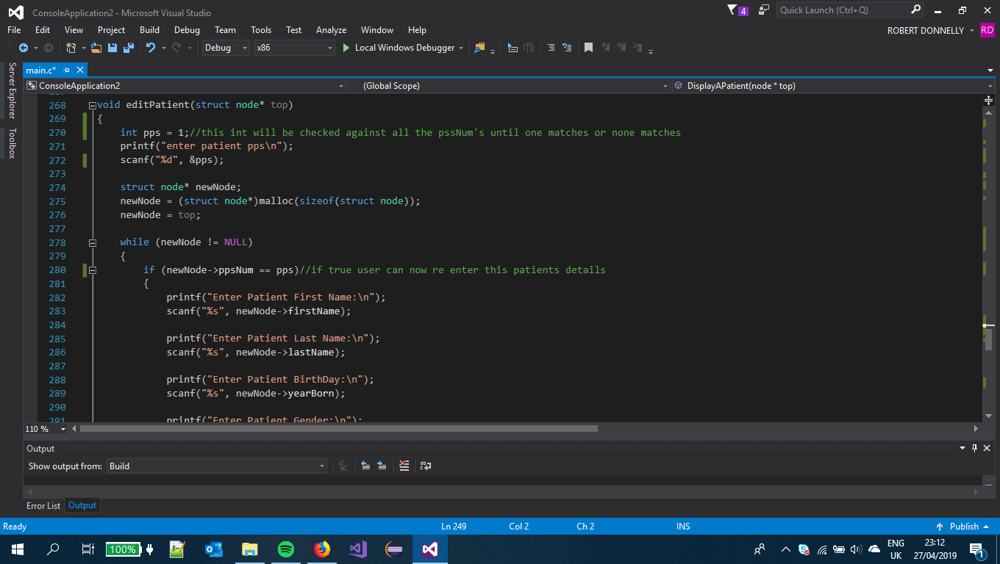 ConsoleApplication2 - Microsoft Visual Studio
4
Quick Launch (Ctrl+Q)
File Edit View Project Build Debug Team Tools Test Analyze Window Help
ROBERT DONNELLY RD
Debug x86 Local Windows Debugger
Server Explorer
Toolbox
main.c*
ConsoleApplication2 (Global Scope) DisplayAPatient(node * top)
268 void editPatient(struct node* top)
269 {
270 int pps = 1;//this int will be checked against all the pssNum's until one matches or none matches
271 printf("enter patient pps\n");
272 scanf("%d", &pps);
273
274 struct node* newNode;
275 newNode = (struct node*)malloc(sizeof(struct node));
276 newNode = top;
277
278 while (newNode != NULL)
279 {
280 if (newNode->ppsNum == pps)//if true user can now re enter this patients details
281 {
282 printf("Enter Patient First Name:\n");
283 scanf("%s", newNode->firstName);
284
285 printf("Enter Patient Last Name:\n");
286 scanf("%s", newNode->lastName);
287
288 printf("Enter Patient BirthDay:\n");
289 scanf("%s", newNode->yearBorn);
290
291 printf("Enter Patient Gender:\n");
110 %
Output
Show output from: Build
Error List Output
Ready Ln 249 Col 2 Ch 2 INS Publish
100%
ENG
UK
23:12
27/04/2019
1